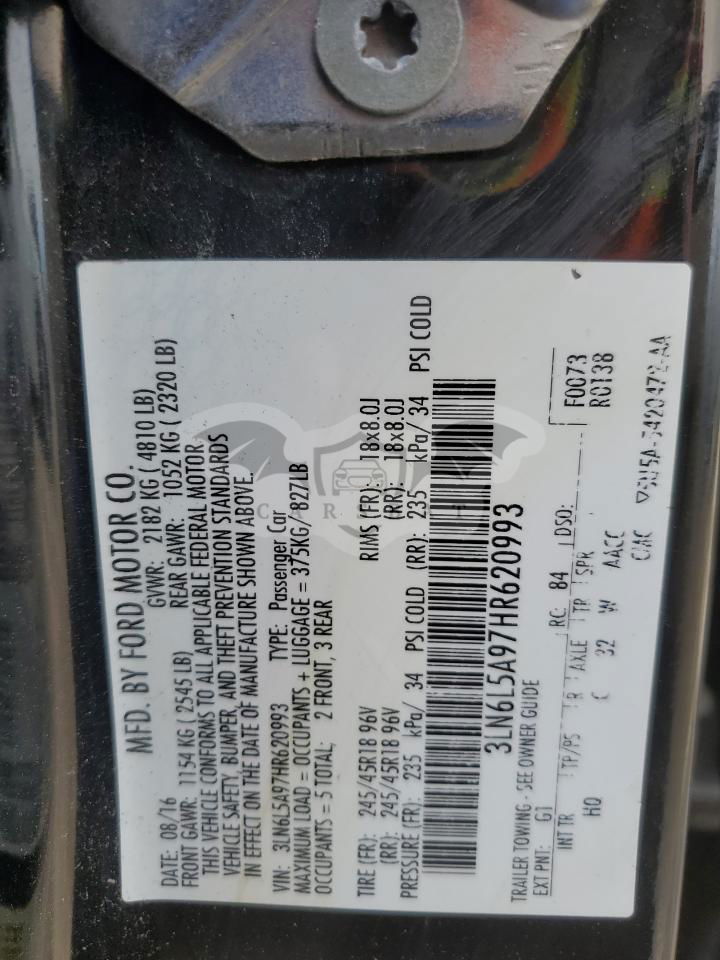 MFD. BY FORD MOTOR CO.
DATE: 08/16 GVWR: 2182 KG ( 4810 LB)
FRONT GAWR: 1154 KG ( 2545 LB) REAR GAWR: 1052 KG ( 2320 LB)
THIS VEHICLE CONFORMS TO ALL APPLICABLE FEDERAL MOTOR
VEHICLE SAFETY, BUMPER, AND THEFT PREVENTION STANDARDS
IN EFFECT ON THE DATE OF MANUFACTURE SHOWN ABOVE.
VIN: 3LN6L5A97HR620993 TYPE: Passenger Car
MAXIMUM LOAD = OCCUPANTS + LUGGAGE = 375KG/ 827LB
OCCUPANTS = 5 TOTAL; 2 FRONT, 3 REAR
TIRE (FR): 245/45R18 96V RIMS (FR): 18x8.0J
(RR): 245/45R18 96V (RR): 18x8.0J
PRESSURE (FR): 235 kPa/ 34 PSI COLD (RR): 235 kPa/ 34 PSI COLD
3LN6L5A97HR620993
TRAILER TOWING - SEE OWNER GUIDE
EXT PNT: G1 RC: 84 DSO: F0073
R0138
INT TR TP/PS R AXLE TR SPR
HQ C 32 W AACC